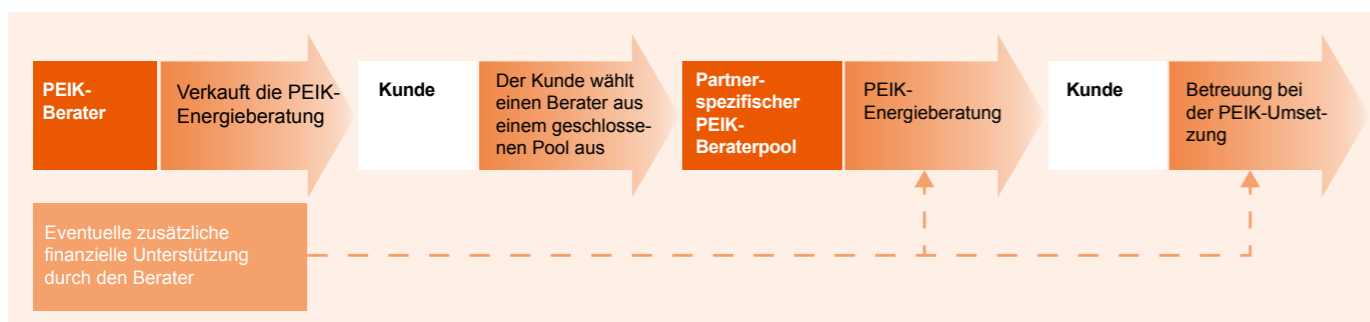 PEIK-
Berater
Verkauft die PEIK-
Energieberatung
Kunde
Der Kunde wählt
einen Berater aus
einem geschlosse-
nen Pool aus
Partner-
spezifischer
PEIK-
Beraterpool
PEIK-
Energieberatung
Kunde
Betreuung bei
der PEIK-Umset-
zung
Eventuelle zusätzliche
finanzielle Unterstützung
durch den Berater